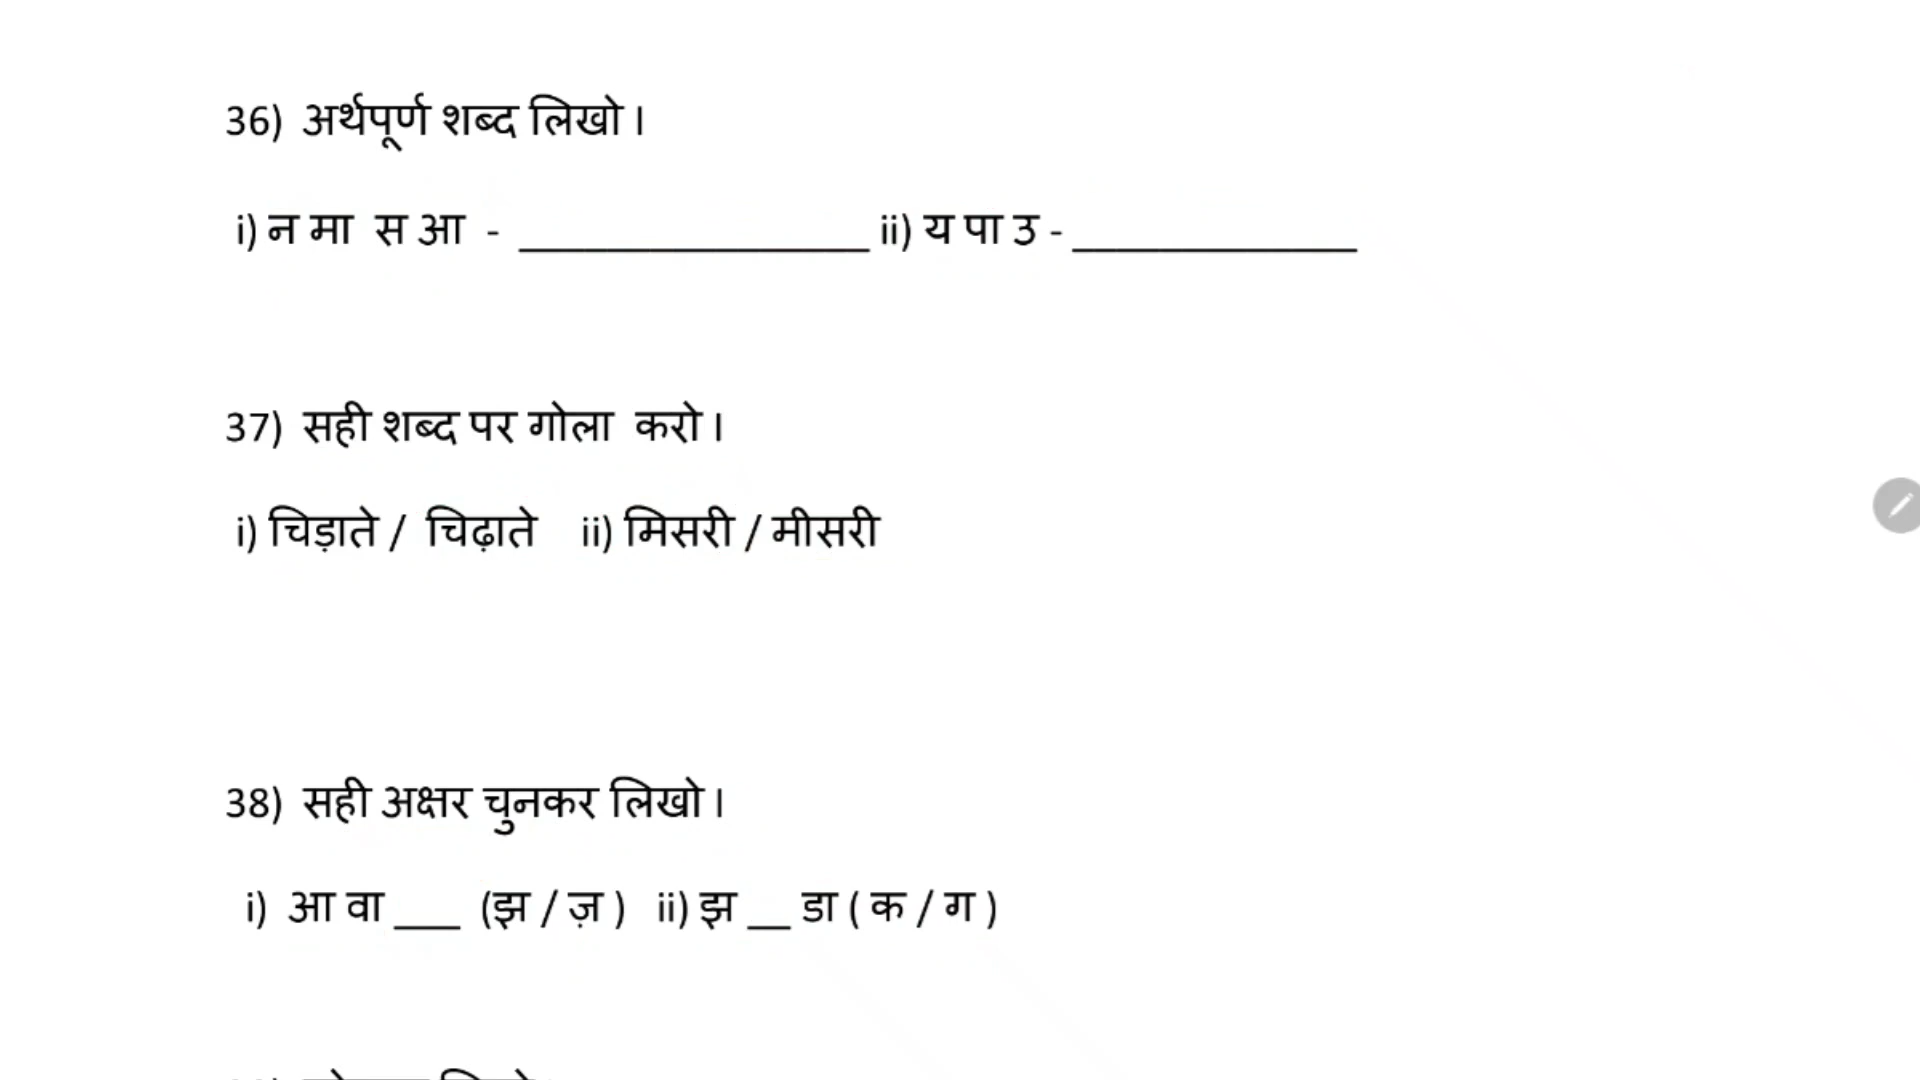 36) अर्थपूर्ण शब्द लिखो ।
i) न मा स आ - ________________ ii) य पा उ - _____________
37) सही शब्द पर गोला करो ।
i) चिड़ाते / चिढ़ाते ii) मिसरी / मीसरी
38) सही अक्षर चुनकर लिखो ।
i) आ वा ___ (झ / ज़ ) ii) झ __ डा ( क / ग )